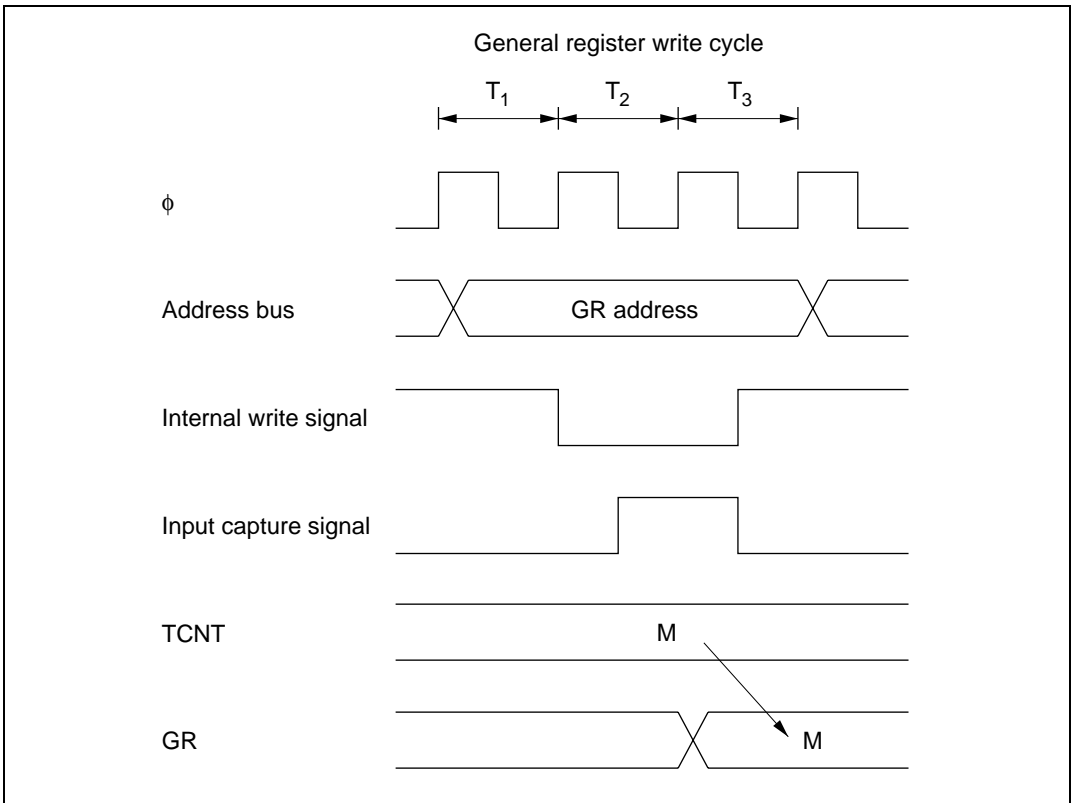 General register write cycle
T1 T2 T3
φ
Address bus
GR address
Internal write signal
Input capture signal
TCNT
M
GR
M